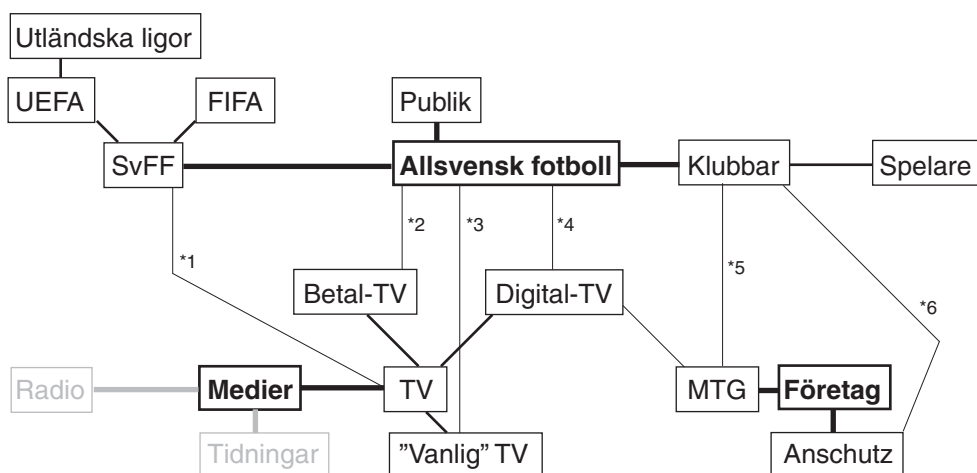 Utländska ligor
UEFA
FIFA
Publik
SvFF
Allsvensk fotboll
Klubbar
Spelare
*2
*3
*4
*1
*5
*6
Betal-TV
Digital-TV
Radio
Medier
TV
MTG
Företag
Tidningar
”Vanlig” TV
Anschutz